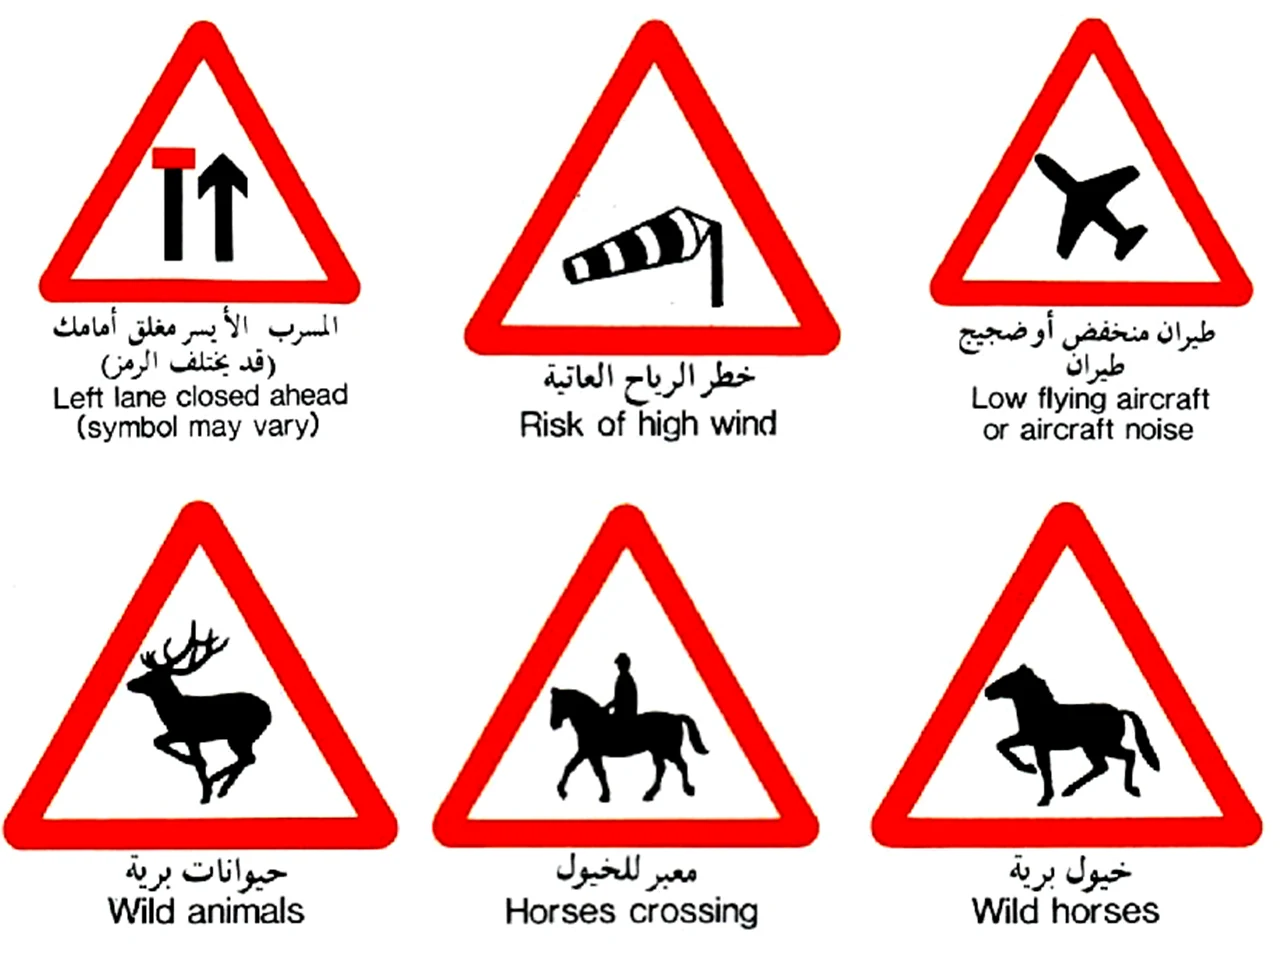 المسرب الأيسر مغلق أمامك
(قد يختلف الرمز)
Left lane closed ahead
(symbol may vary)
خطر الرياح العاتية
Risk of high wind
طيران منخفض أو ضجيج
طيران
Low flying aircraft
or aircraft noise
حيوانات برية
Wild animals
معبر للخيول
Horses crossing
خيول برية
Wild horses